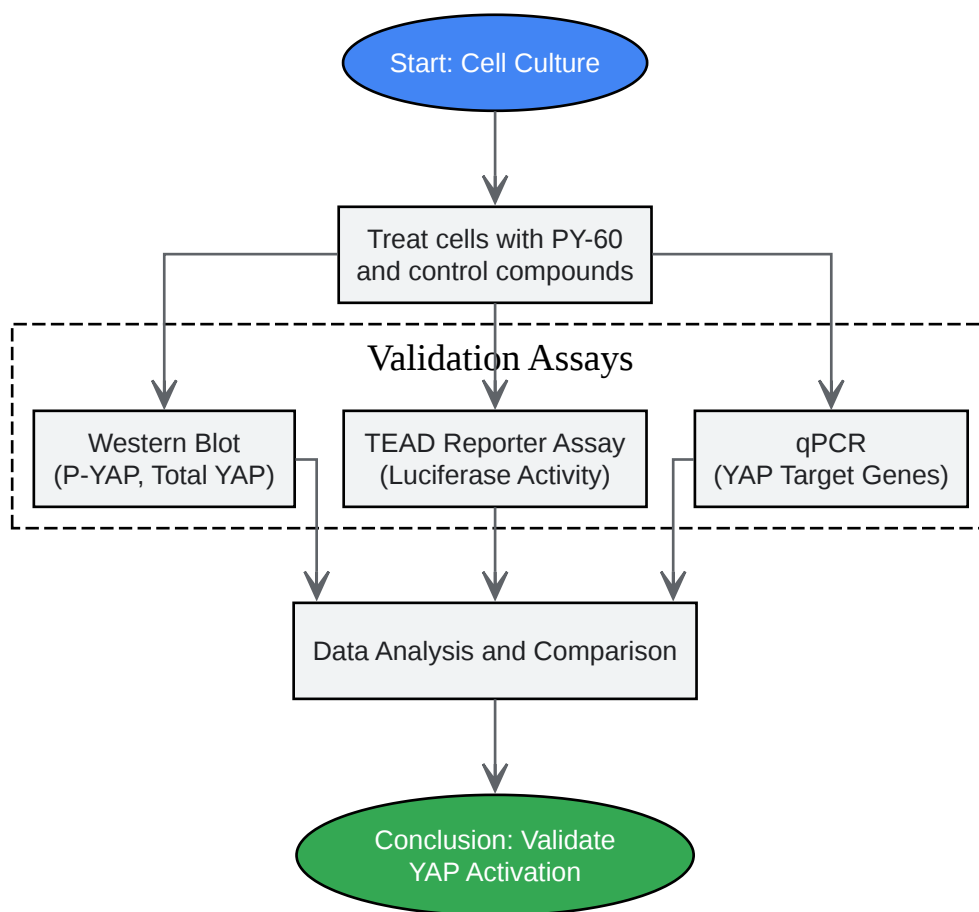 Start: Cell Culture
Treat cells with PY-60
and control compounds
Validation Assays
Western Blot
(P-YAP, Total YAP)
TEAD Reporter Assay
(Luciferase Activity)
qPCR
(YAP Target Genes)
Data Analysis and Comparison
Conclusion: Validate
YAP Activation